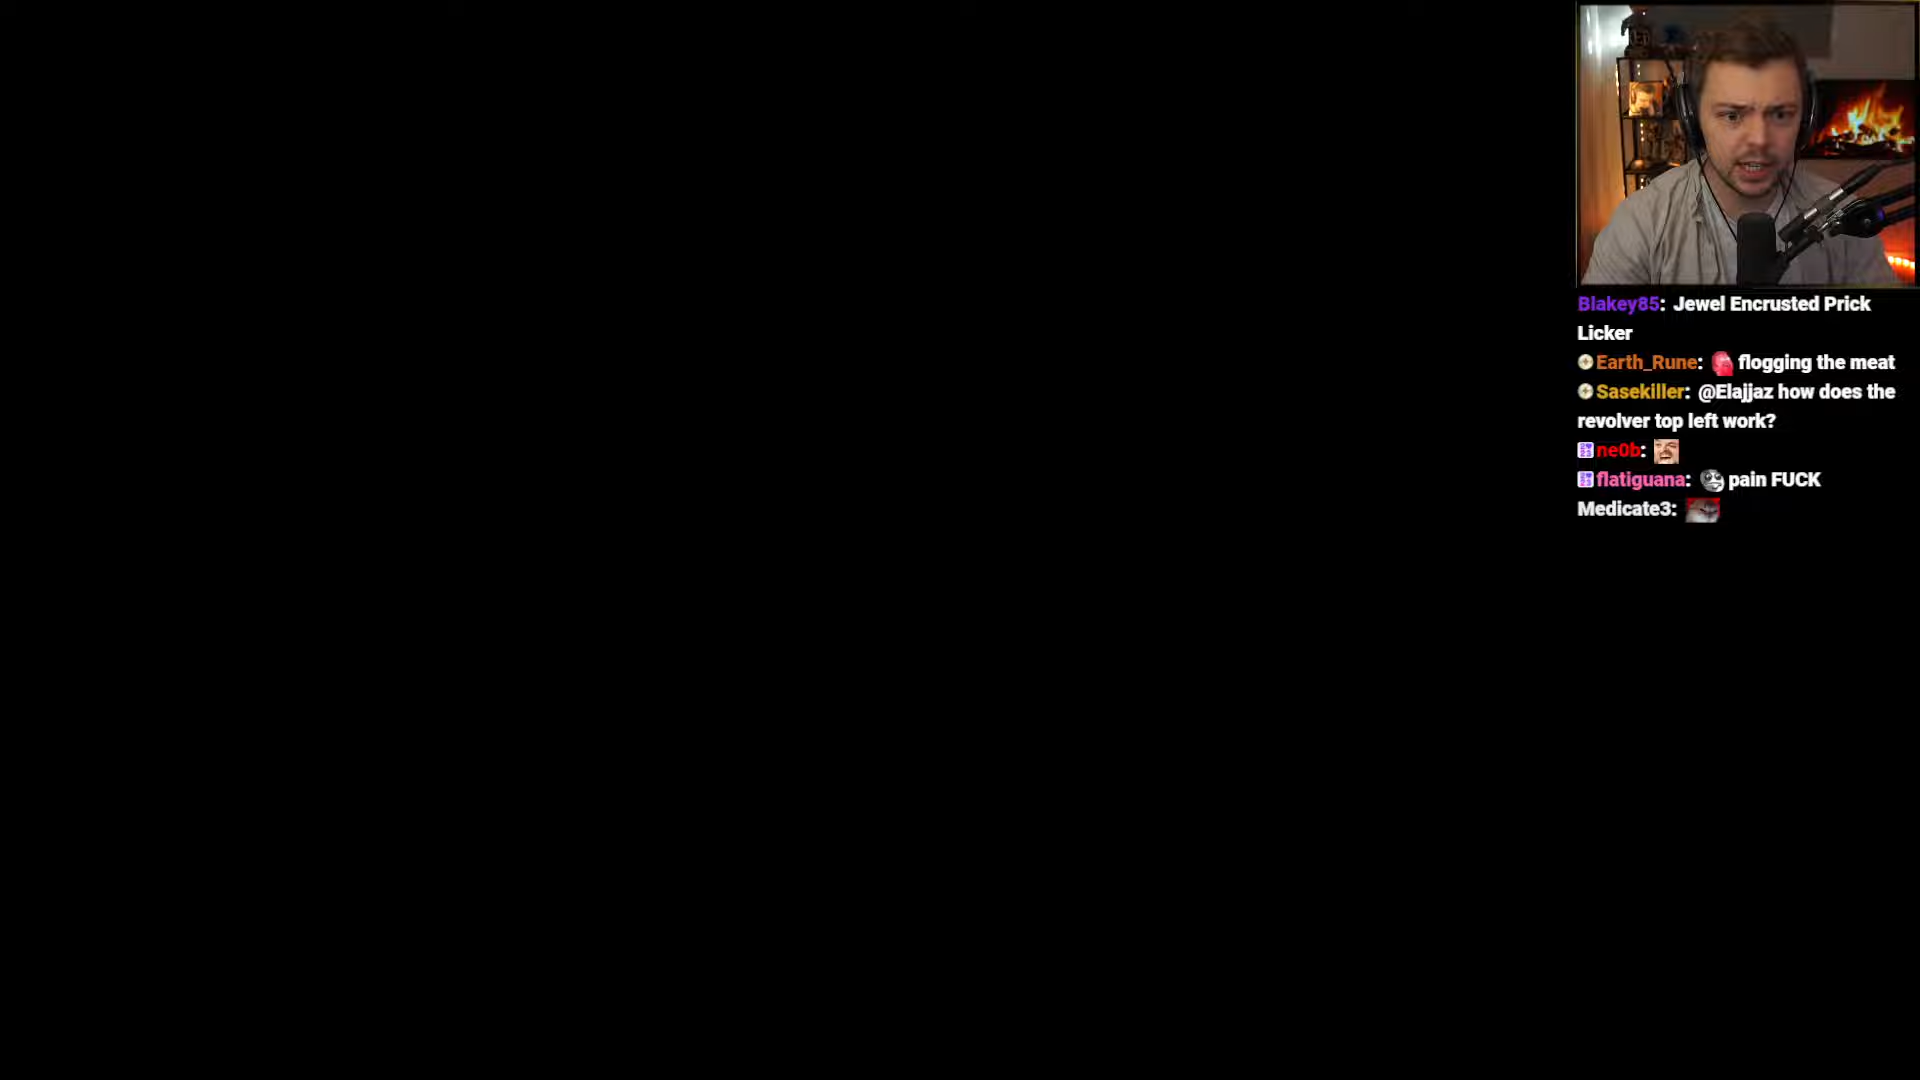 Blakey85: Jewel Encrusted Prick
Licker
Earth_Rune: flogging the meat
Sasekiller: @Elajjaz how does the
revolver top left work?
ne0b:
flatiguana: pain FUCK
Medicate3: